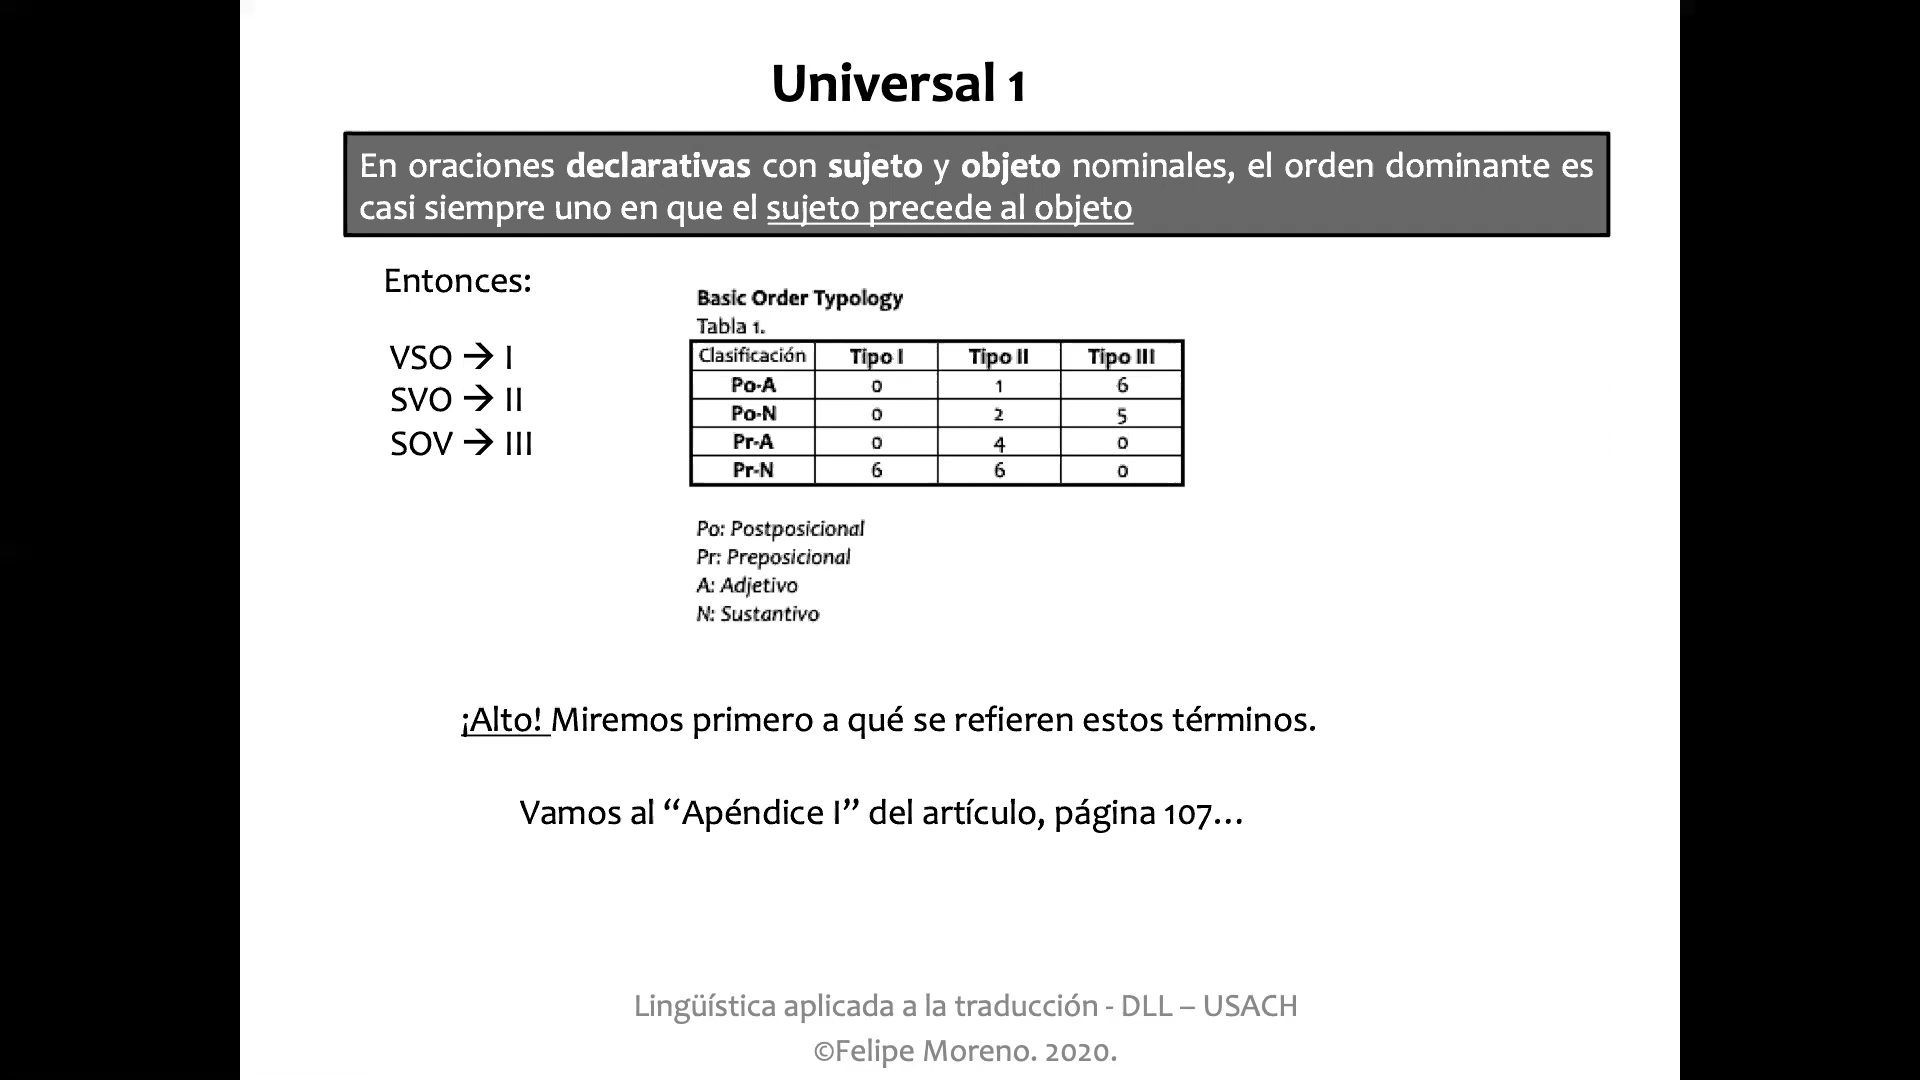 Universal 1
En oraciones declarativas con sujeto y objeto nominales, el orden dominante es
casi siempre uno en que el sujeto precede al objeto
Entonces:
VSO → I
SVO → II
SOV → III
Basic Order Typology
Tabla 1.
Clasificación Tipo I Tipo II Tipo III
Po-A 0 1 6
Po-N 0 2 5
Pr-A 0 4 0
Pr-N 6 6 0
Po: Postposicional
Pr: Preposicional
A: Adjetivo
N: Sustantivo
¡Alto! Miremos primero a qué se refieren estos términos.
Vamos al “Apéndice I” del artículo, página 107…
Lingüística aplicada a la traducción - DLL – USACH
©Felipe Moreno. 2020.